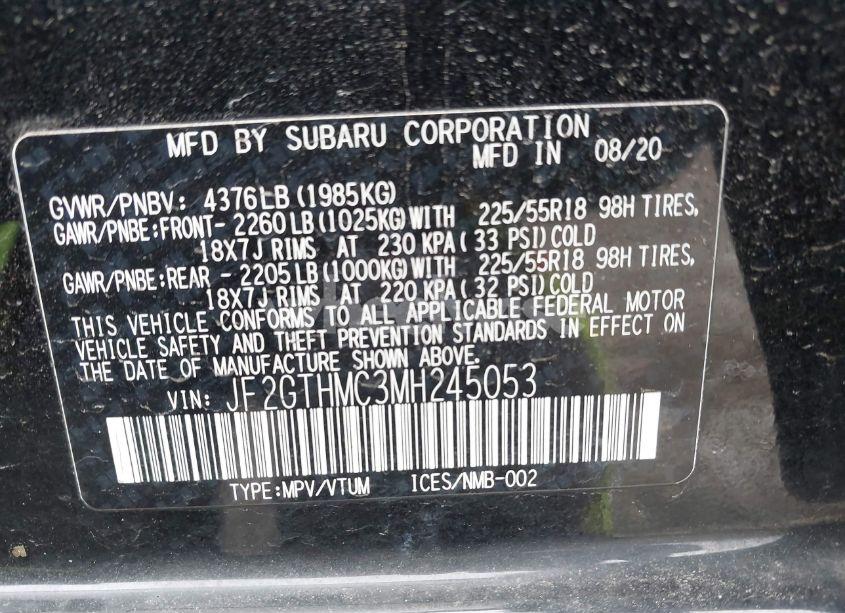 MFD BY SUBARU CORPORATION
MFD IN 08/20
GVWR/PNBV: 4376LB (1985KG)
GAWR/PNBE:FRONT- 2260LB(1025KG)WITH 225/55R18 98H TIRES,
18X7J RIMS AT 230 KPA( 33 PSI)COLD
GAWR/PNBE:REAR - 2205LB(1000KG)WITH 225/55R18 98H TIRES,
18X7J RIMS AT 220 KPA( 32 PSI)COLD
THIS VEHICLE CONFORMS TO ALL APPLICABLE FEDERAL MOTOR
VEHICLE SAFETY AND THEFT PREVENTION STANDARDS IN EFFECT ON
THE DATE OF MANUFACTURE SHOWN ABOVE.
VIN: JF2GTHMC3MH245053
TYPE:MPV/VTUM ICES/NMB-002